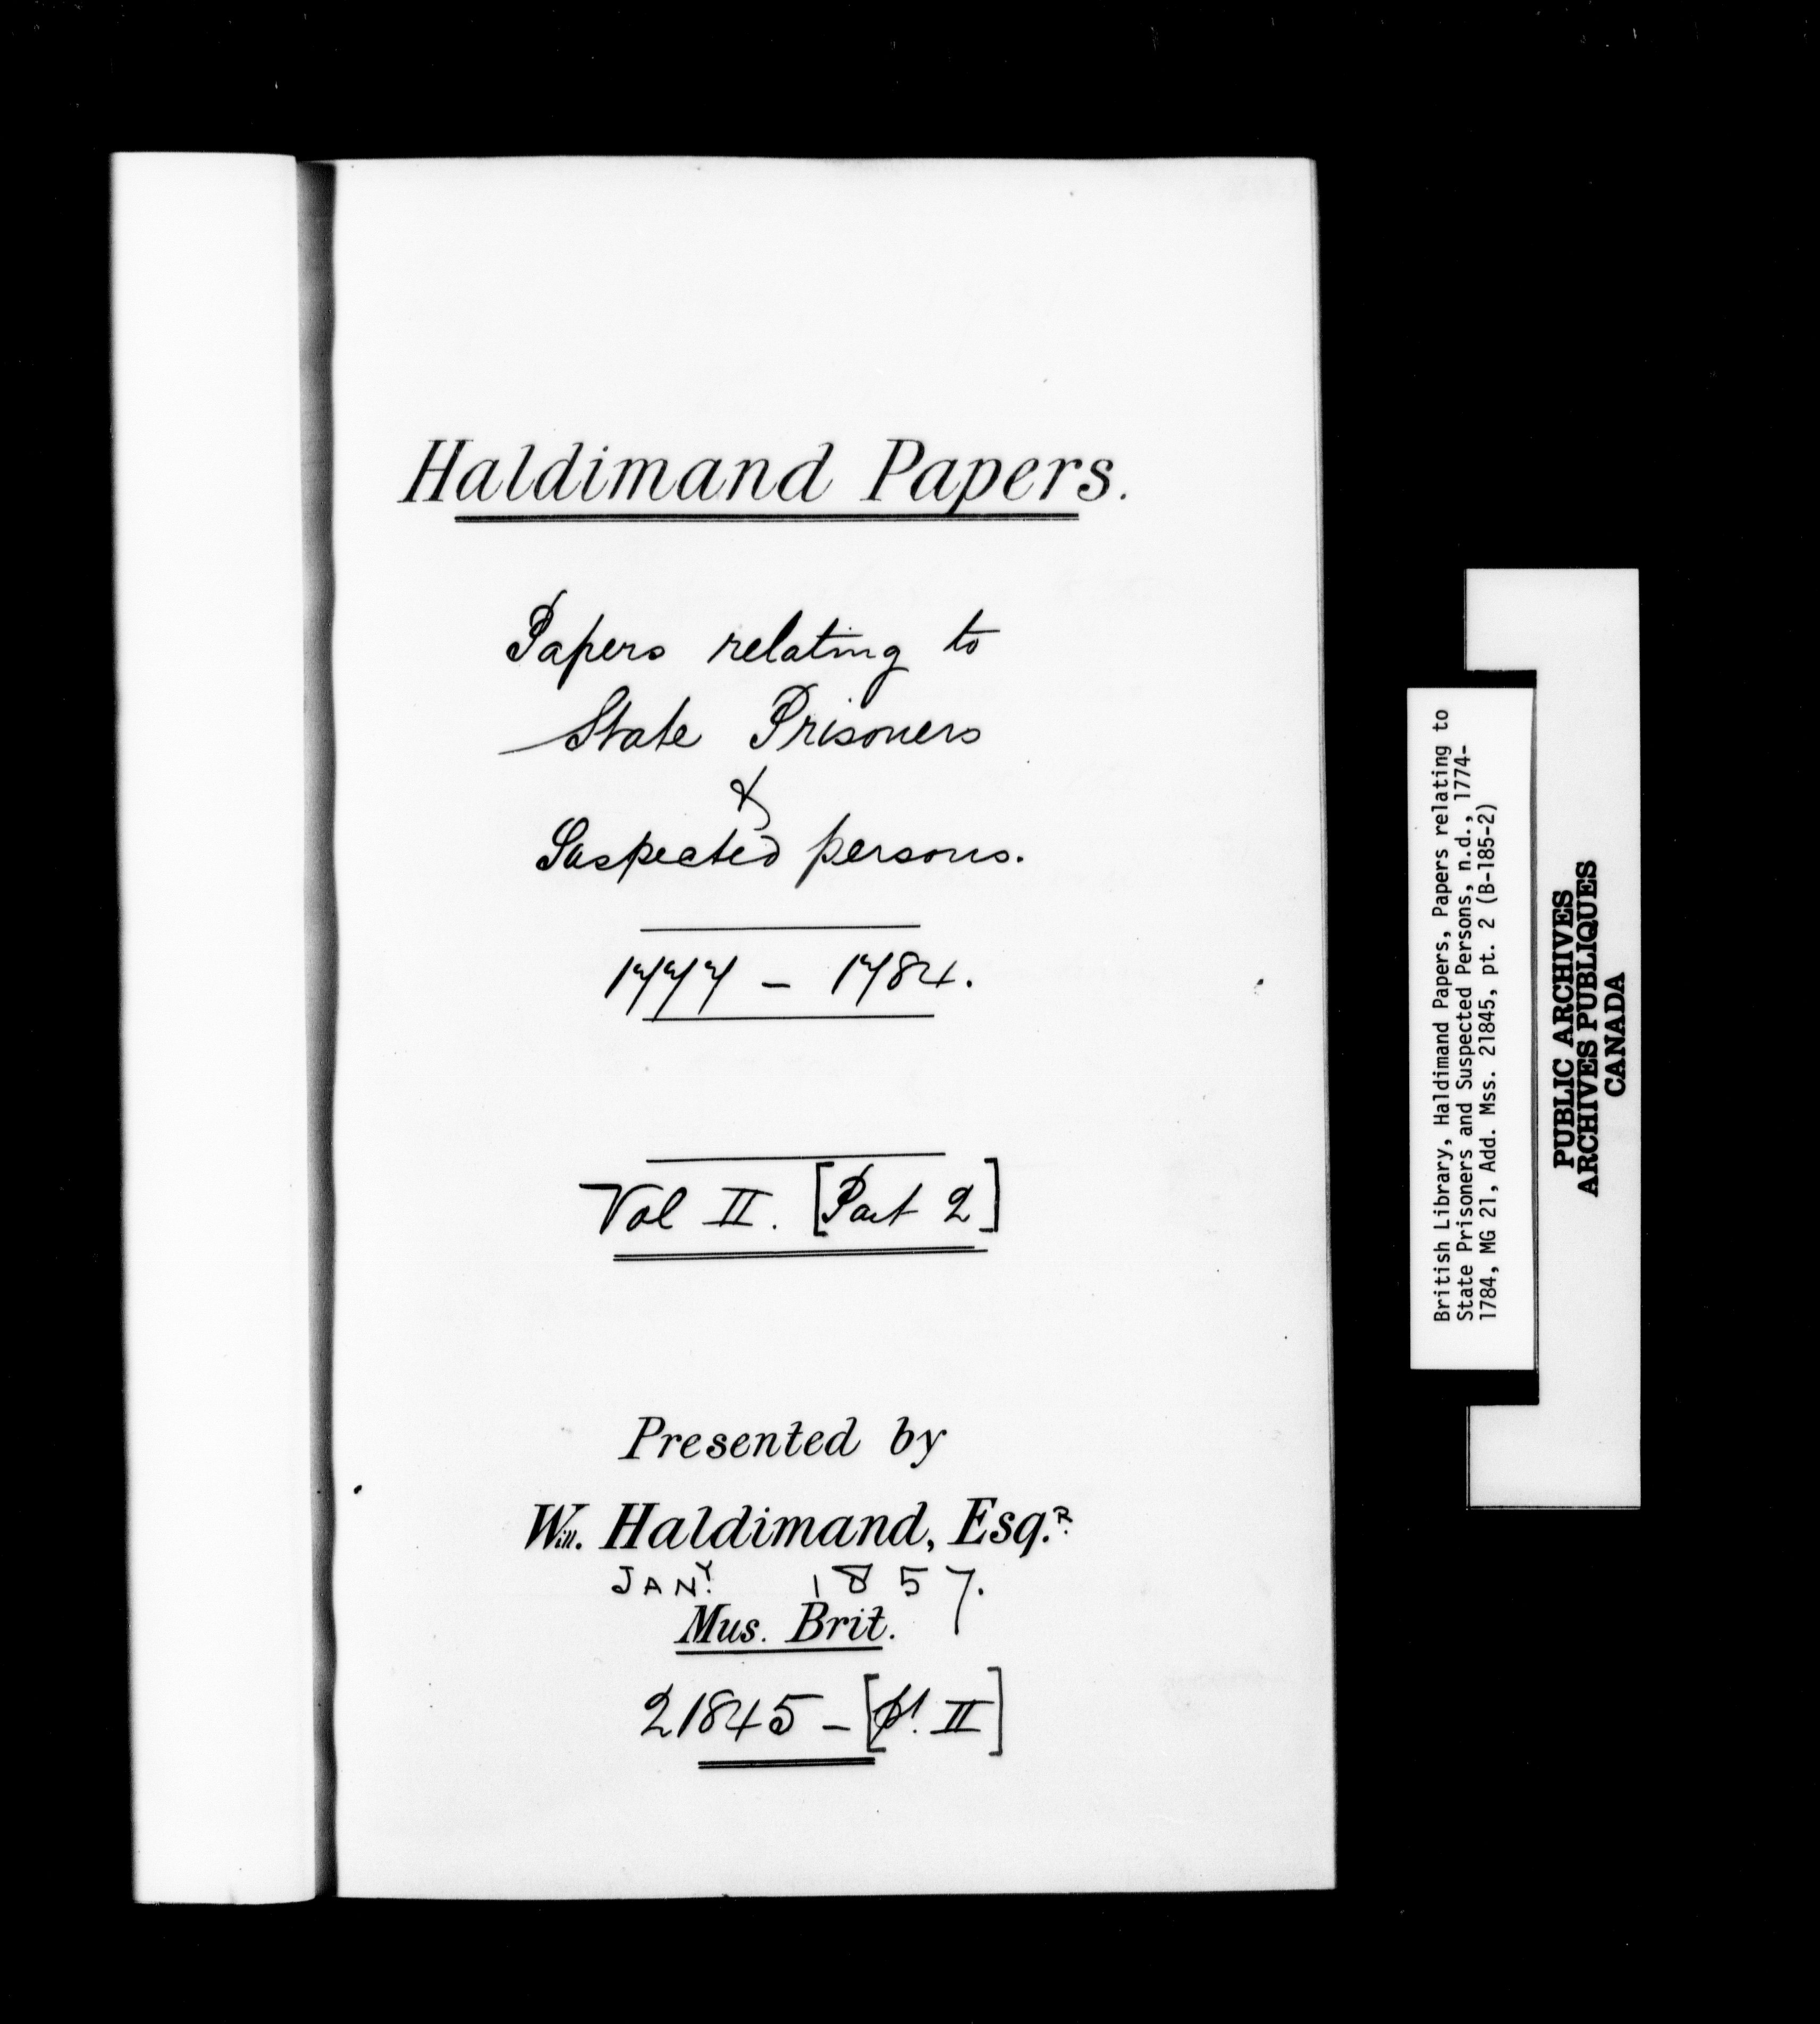 Haldimand Papers.
Papers relating to
State Prisoners
&
Suspected persons.
1777 - 1784.
Vol II. [Part 2]
Presented by
Wm. Haldimand, Esq.R
JANY. 1857.
Mus. Brit.
21845 - [pt. II]
British Library, Haldimand Papers, Papers relating to
State Prisoners and Suspected Persons, n.d., 1774-
1784, MG 21, Add. Mss. 21845, pt. 2 (B-185-2)
PUBLIC ARCHIVES
ARCHIVES PUBLIQUES
CANADA